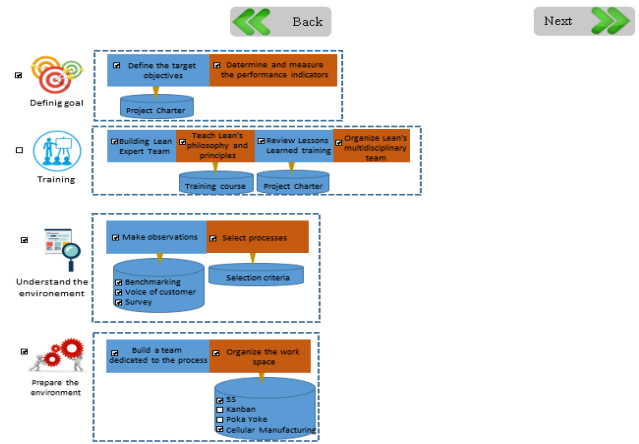 Back
Next
Define the target
objectives
Determine and measure
the performance indicators
Definig goal
Project Charter
Building Lean
Expert Team
Teach Lean's
philosophy and
principles
Review Lessons
Learned training
Organize Lean's
multidisciplinary
team
Training
Training course
Project Charter
Make observations
Select processes
Understand the
environement
Benchmarking
Voice of customer
Survey
Selection criteria
Build a team
dedicated to the process
Organize the work
space
Prepare the
environment
5S
Kanban
Poka Yoke
Cellular Manufacturing